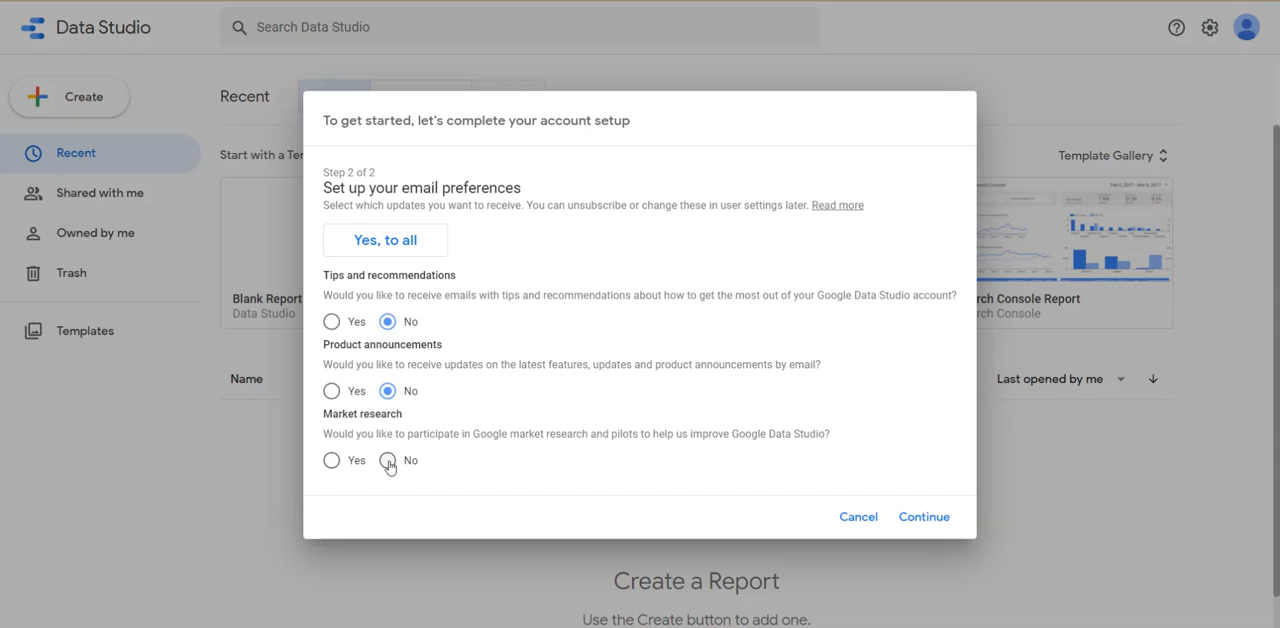 Data Studio
Search Data Studio
Create
Recent
Shared with me
Owned by me
Trash
Templates
Recent
Start with a Ter
Template Gallery
Blank Report
Data Studio
rch Console Report
rch Console
Name
Last opened by me
To get started, let's complete your account setup
Step 2 of 2
Set up your email preferences
Select which updates you want to receive. You can unsubscribe or change these in user settings later. Read more
Yes, to all
Tips and recommendations
Would you like to receive emails with tips and recommendations about how to get the most out of your Google Data Studio account?
Yes No
Product announcements
Would you like to receive updates on the latest features, updates and product announcements by email?
Yes No
Market research
Would you like to participate in Google market research and pilots to help us improve Google Data Studio?
Yes No
Cancel Continue
Create a Report
Use the Create button to add one.